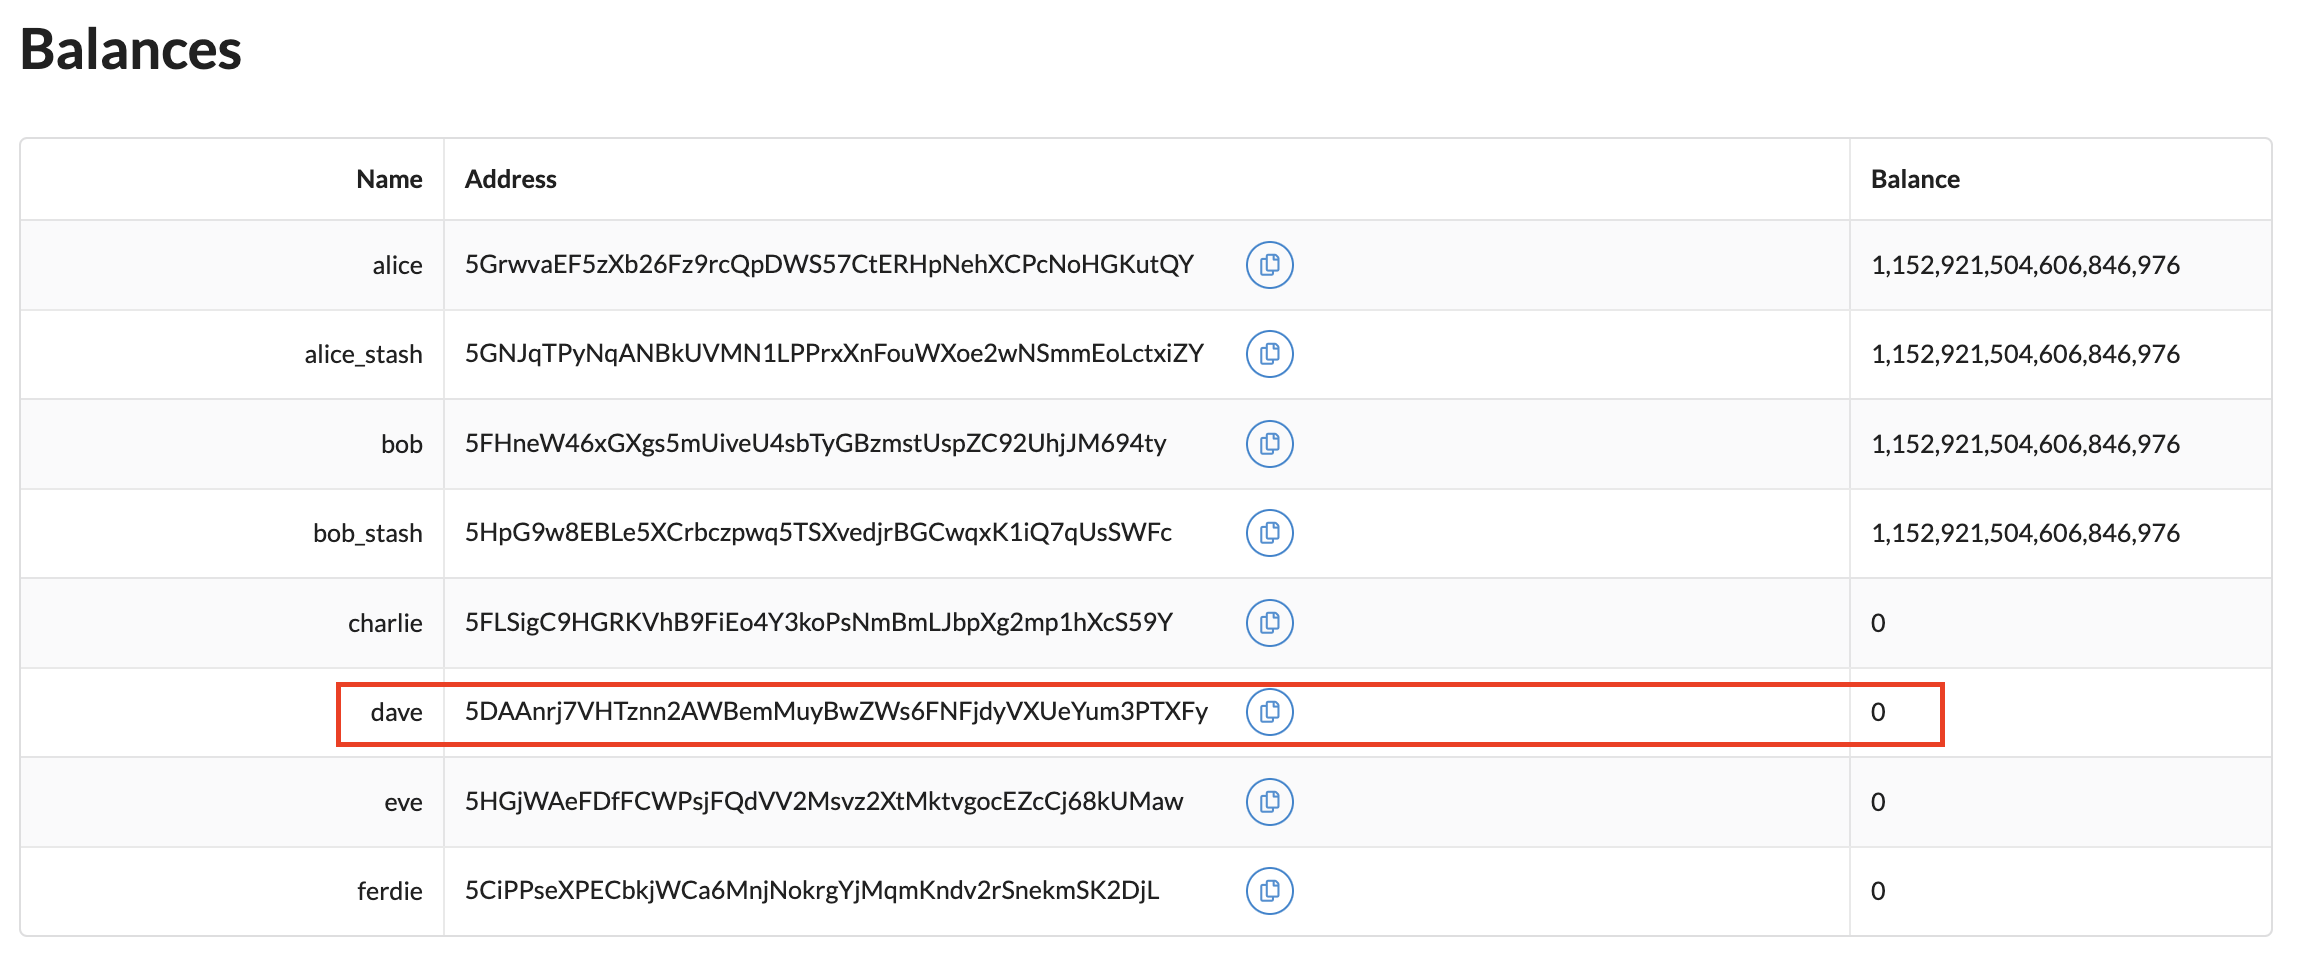 Balances
Name Address Balance
alice 5GrwvaEF5zXb26Fz9rcQpDWS57CtERHpNehXCPcNoHGKutQY 1,152,921,504,606,846,976
alice_stash 5GNJqTPyNqANBkUVMN1LPPrxXnFouWXoe2wNSmmEoLctxiZY 1,152,921,504,606,846,976
bob 5FHneW46xGXgs5mUiveU4sbTyGBzmstUspZC92UhjJM694ty 1,152,921,504,606,846,976
bob_stash 5HpG9w8EBLe5XCrbczpwq5TSXvedjrBGCwqxK1iQ7qUsSWFc 1,152,921,504,606,846,976
charlie 5FLSigC9HGRKVhB9FiEo4Y3koPsNmBmLJbpXg2mp1hXcS59Y 0
dave 5DAAnrj7VHTznn2AWBemMuyBwZWs6FNFjdyVXUeYum3PTXFy 0
eve 5HGjWAeFDfFCWPsjFQdVV2Msvz2XtMktvgocEZcCj68kUMaw 0
ferdie 5CiPPseXPECbkjWCa6MnjNokrgYjMqmKndv2rSnekmSK2DjL 0